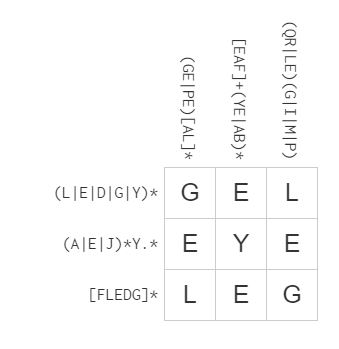 (GE|PE)[AL]*
[EAF]+(YE|AB)*
(QR|LE)(G|I|M|P)
(L|E|D|G|Y)* G E L
(A|E|J)*Y.* E Y E
[FLEDG]* L E G